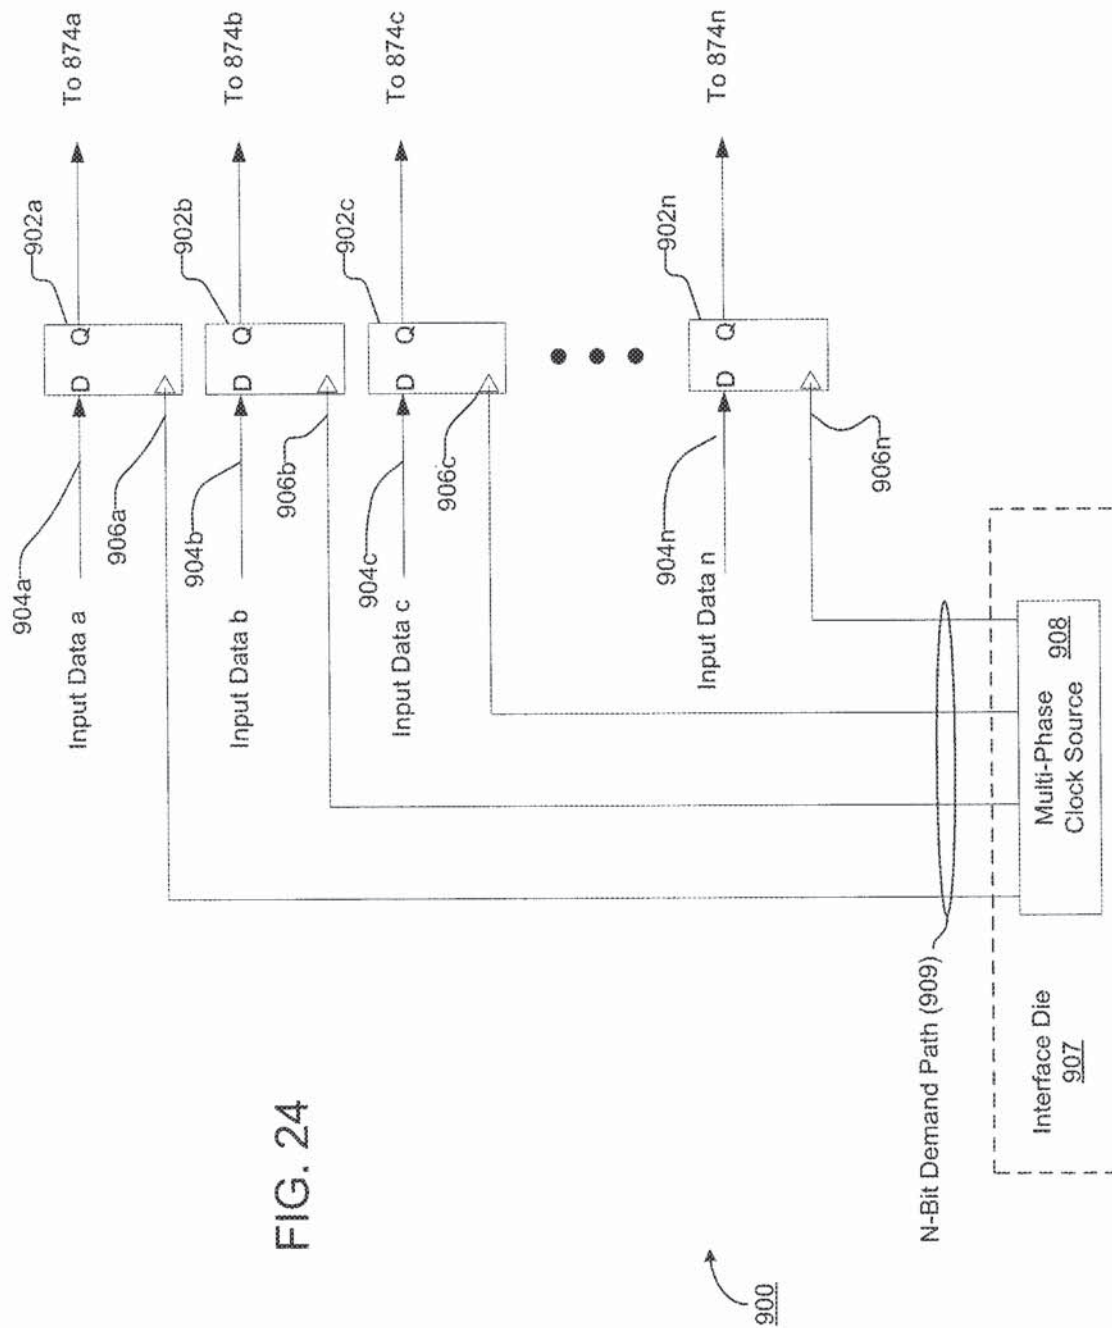 FIG. 24
900
Input Data a
904a
D
Q
902a
To 874a
906a
Input Data b
904b
D
Q
902b
To 874b
906b
Input Data c
904c
D
Q
902c
To 874c
906c
Input Data n
904n
D
Q
902n
To 874n
906n
N-Bit Demand Path (909)
Interface Die
907
Multi-Phase
Clock Source
908